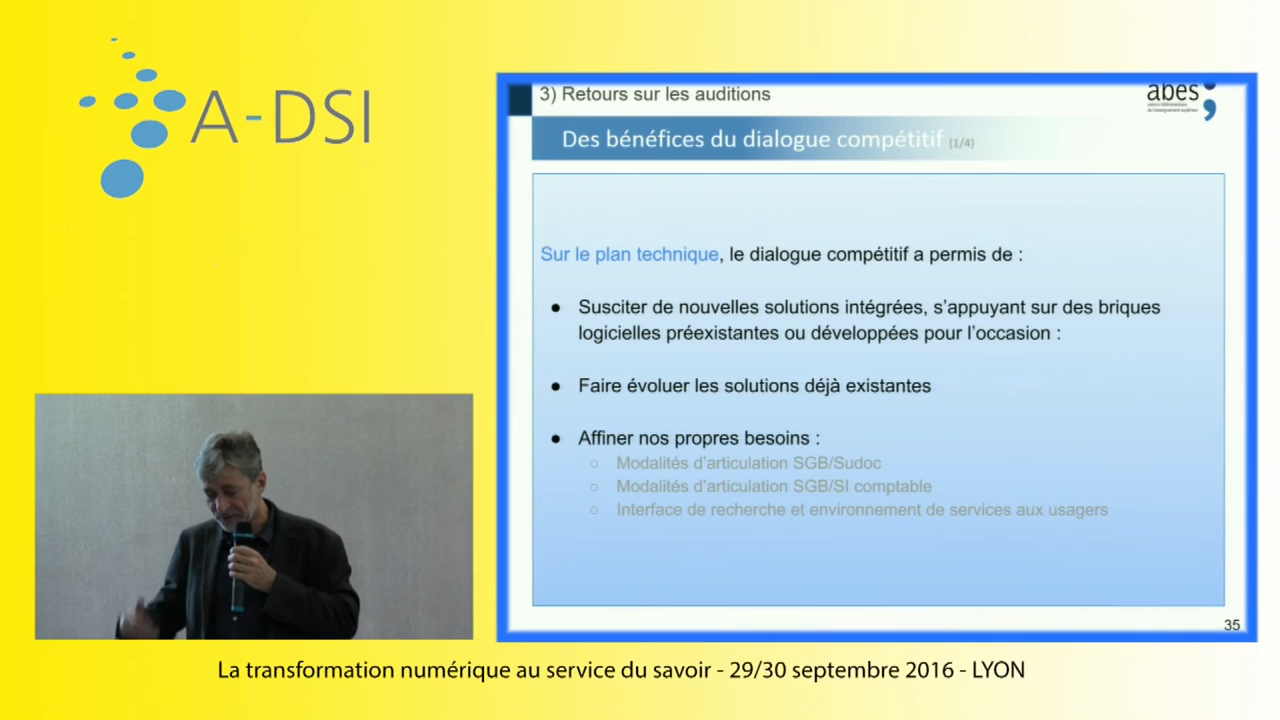 A-DSI
3) Retours sur les auditions
abes
Des bénéfices du dialogue compétitif (1/4)
Sur le plan technique, le dialogue compétitif a permis de :
● Susciter de nouvelles solutions intégrées, s'appuyant sur des briques
logicielles préexistantes ou développées pour l'occasion :
● Faire évoluer les solutions déjà existantes
● Affiner nos propres besoins :
○ Modalités d'articulation SGB/Sudoc
○ Modalités d'articulation SGB/SI comptable
○ Interface de recherche et environnement de services aux usagers
35
La transformation numérique au service du savoir - 29/30 septembre 2016 - LYON